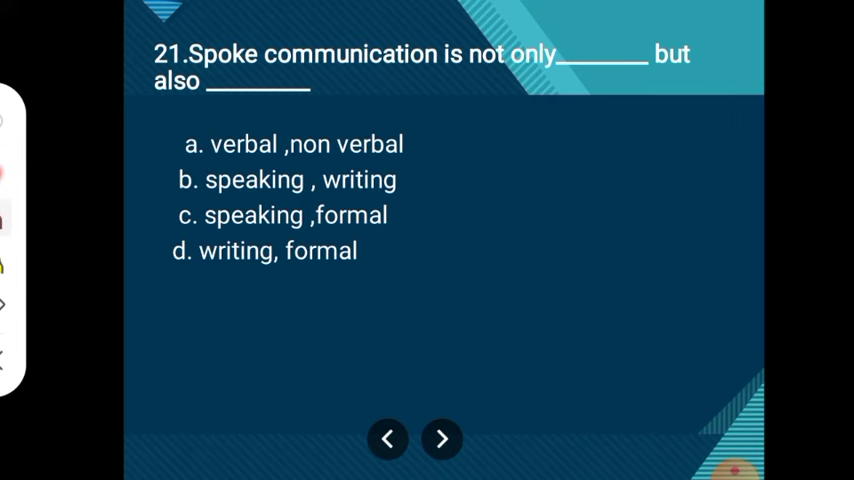 21.Spoke communication is not only________ but
also ________
a. verbal ,non verbal
b. speaking , writing
c. speaking ,formal
d. writing, formal